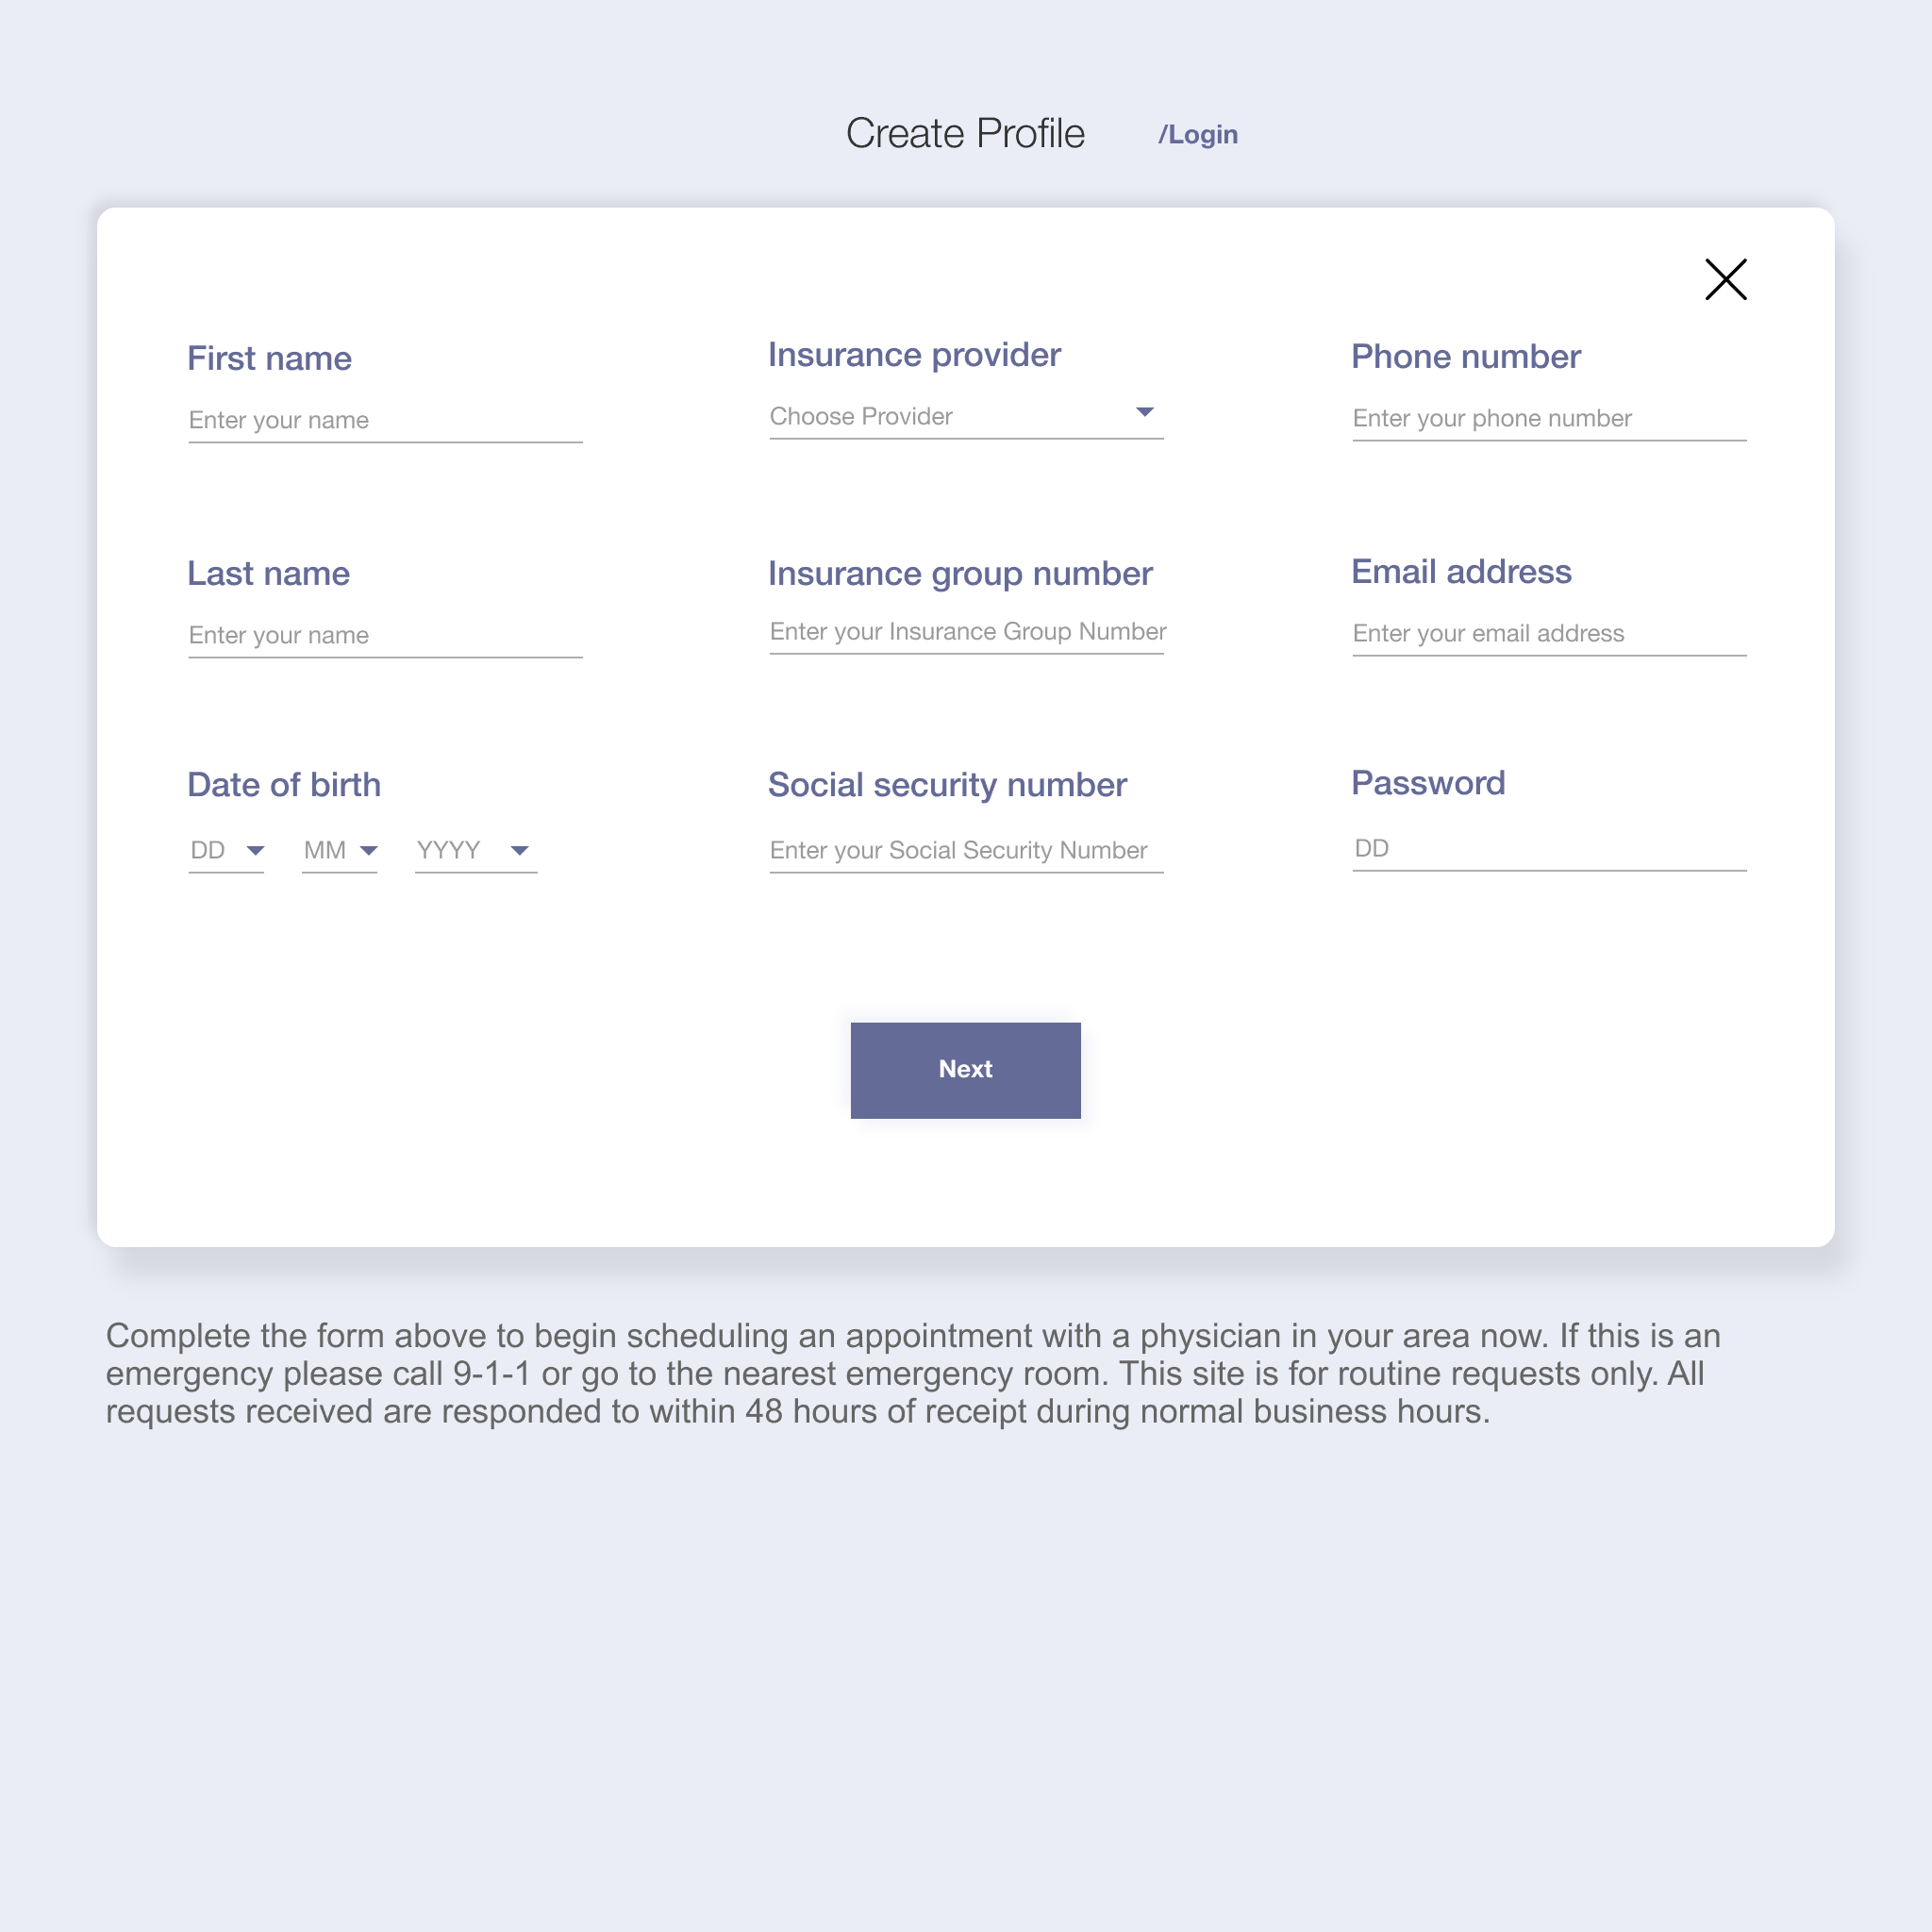 Create Profile /Login
First name
Enter your name
Insurance provider
Choose Provider
Phone number
Enter your phone number
Last name
Enter your name
Insurance group number
Enter your Insurance Group Number
Email address
Enter your email address
Date of birth
DD MM YYYY
Social security number
Enter your Social Security Number
Password
DD
Next
Complete the form above to begin scheduling an appointment with a physician in your area now. If this is an
emergency please call 9-1-1 or go to the nearest emergency room. This site is for routine requests only. All
requests received are responded to within 48 hours of receipt during normal business hours.